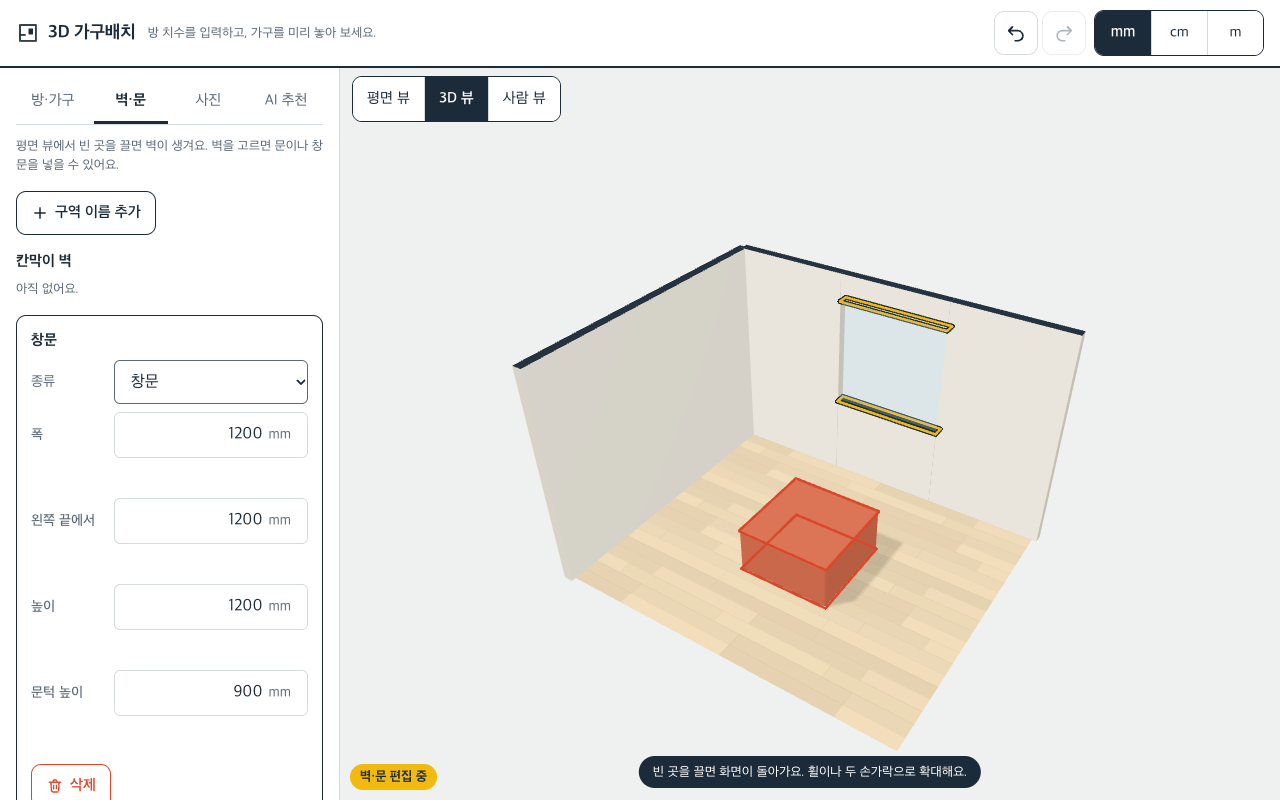 3D 가구배치
방 치수를 입력하고, 가구를 미리 놓아 보세요.
mm
cm
m
방·가구
벽·문
사진
AI 추천
평면 뷰
3D 뷰
사람 뷰
평면 뷰에서 빈 곳을 끌면 벽이 생겨요. 벽을 고르면 문이나 창
문을 넣을 수 있어요.
구역 이름 추가
칸막이 벽
아직 없어요.
창문
종류
창문
폭
1200 mm
왼쪽 끝에서
1200 mm
높이
1200 mm
문턱 높이
900 mm
삭제
벽·문 편집 중
빈 곳을 끌면 화면이 돌아가요. 휠이나 두 손가락으로 확대해요.